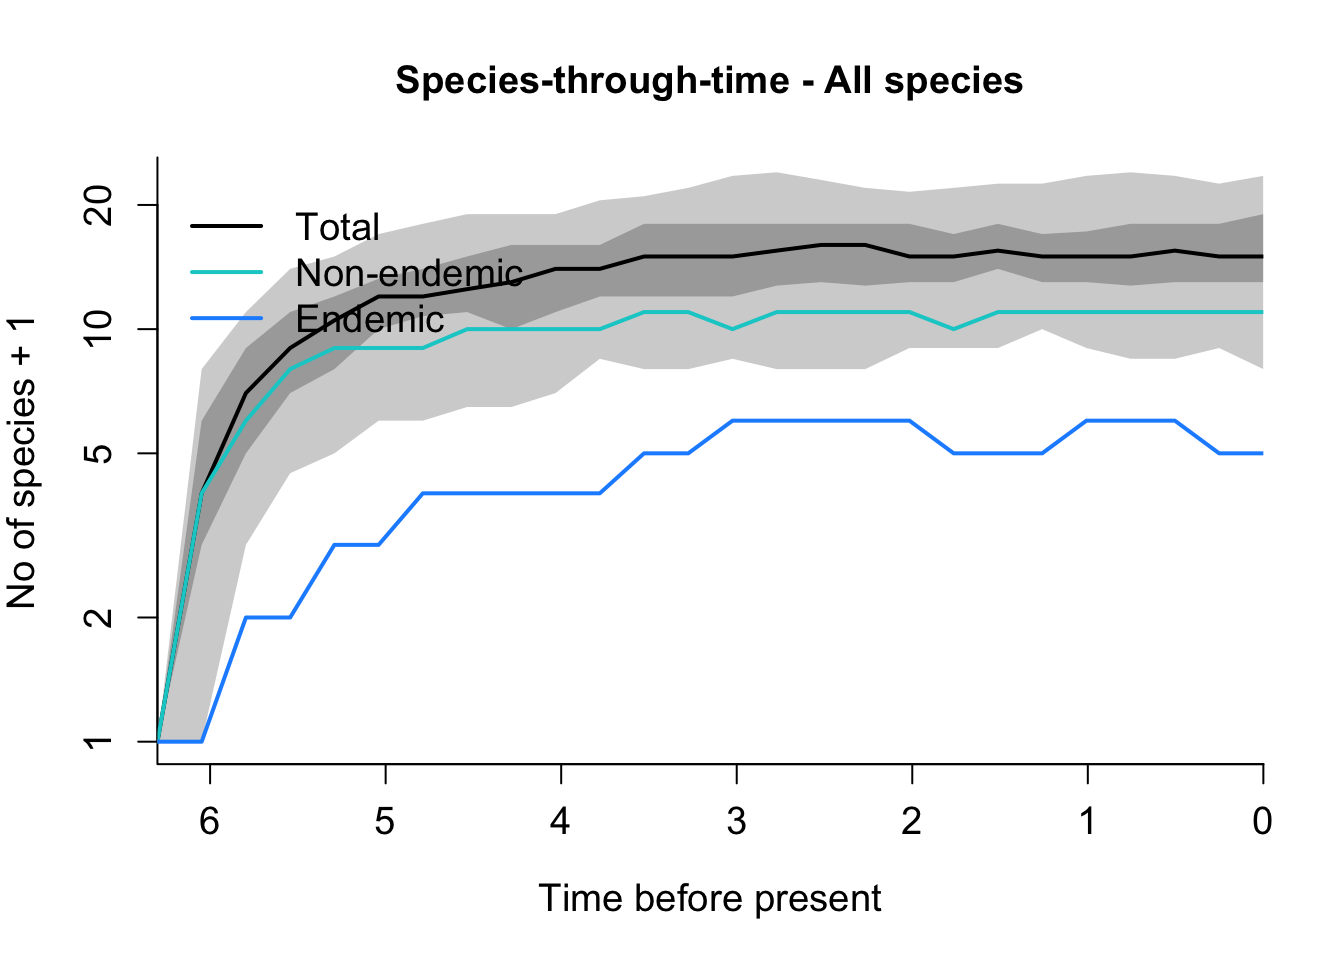 Species-through-time - All species
No of species + 1
20
10
5
2
1
Total
Non-endemic
Endemic
6 5 4 3 2 1 0
Time before present